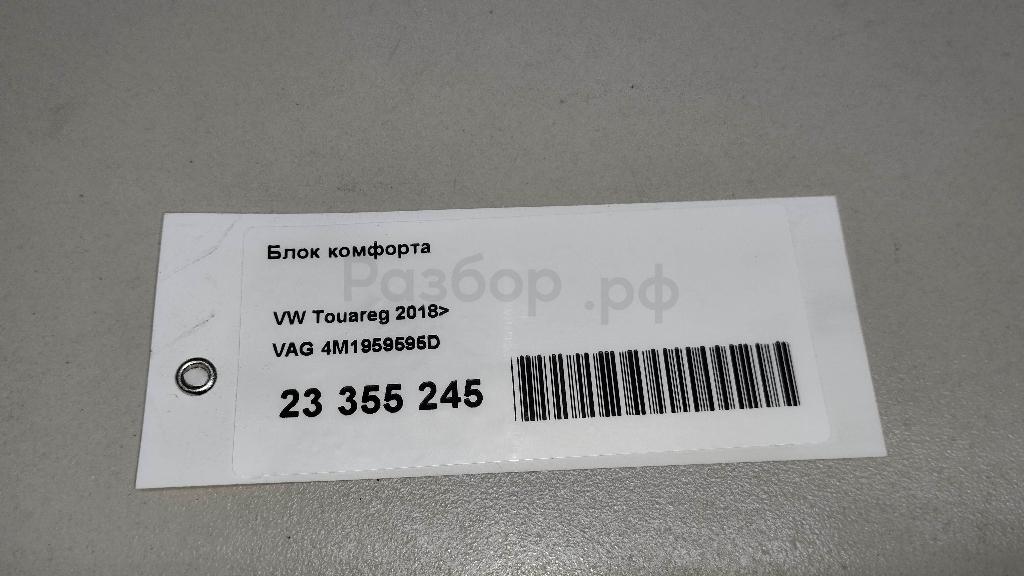 Блок комфорта
Разбор.рф
VW Touareg 2018>
VAG 4M1959595D
23 355 245